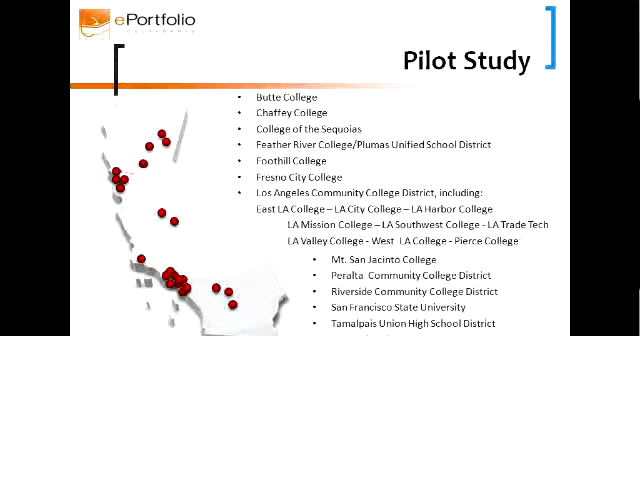 ePortfolio
CALIFORNIA
Pilot Study
• Butte College
• Chaffey College
• College of the Sequoias
• Feather River College/Plumas Unified School District
• Foothill College
• Fresno City College
• Los Angeles Community College District, including:
East LA College – LA City College – LA Harbor College
LA Mission College – LA Southwest College - LA Trade Tech
LA Valley College - West LA College - Pierce College
• Mt. San Jacinto College
• Peralta Community College District
• Riverside Community College District
• San Francisco State University
• Tamalpais Union High School District